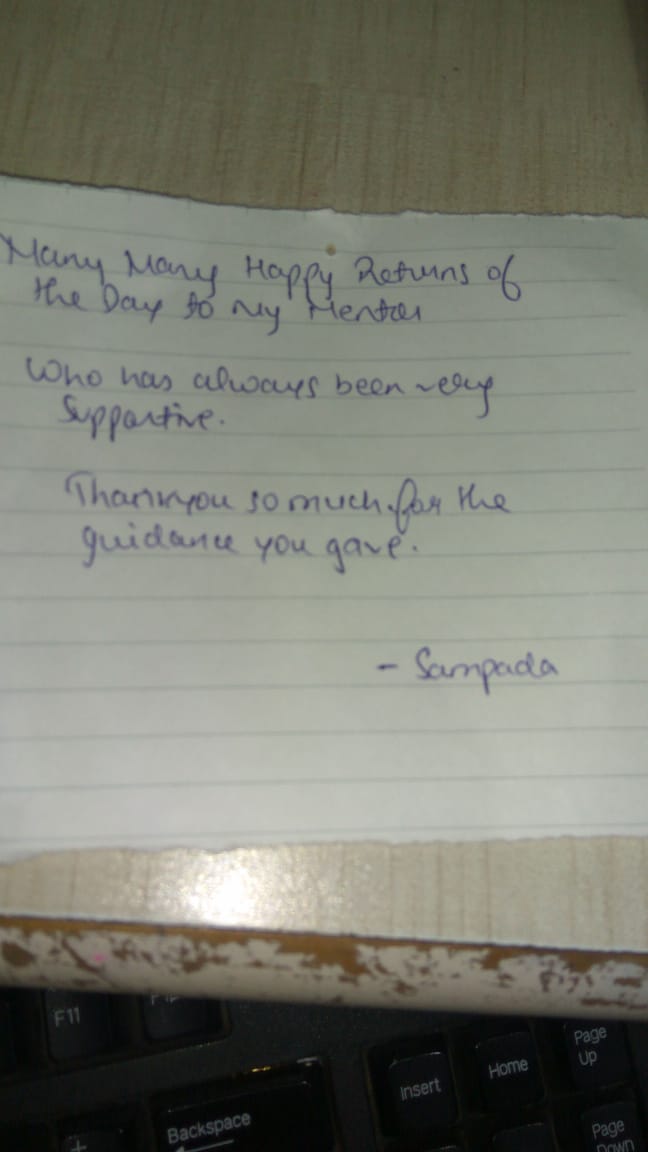 Many Many Happy Returns of
the Day to my Mentor
Who has always been very
Supportive.
Thankyou so much for the
guidance you gave.
- Sampada
F11
F12
Insert
Home
Page
Up
Backspace
+
Page
Down